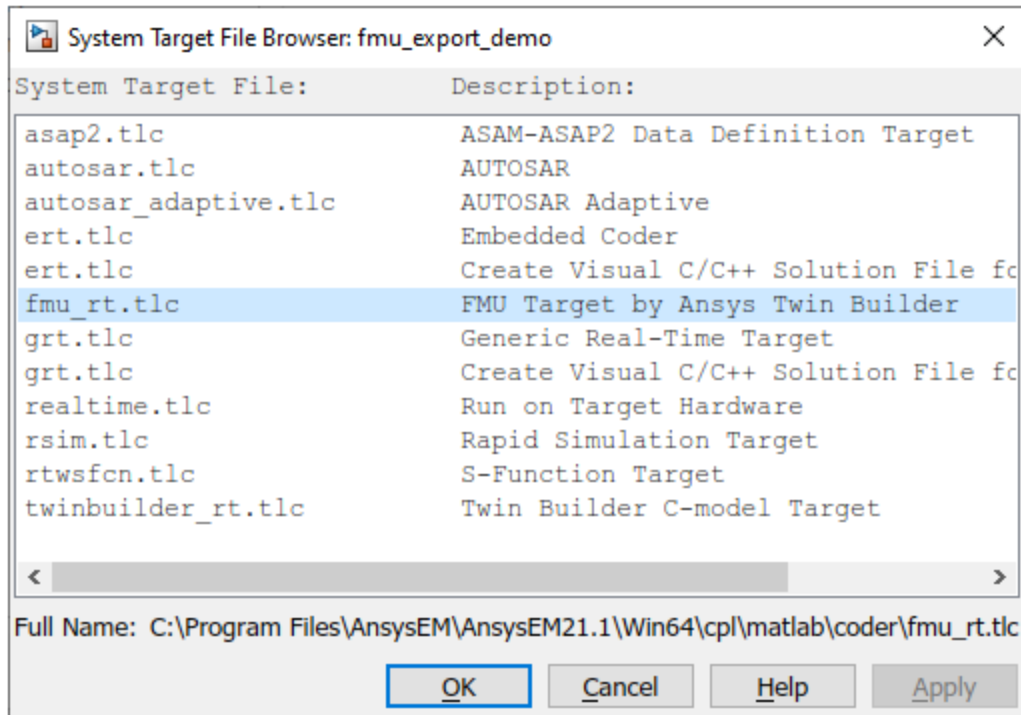 System Target File Browser: fmu_export_demo
System Target File: Description:
asap2.tlc ASAM-ASAP2 Data Definition Target
autosar.tlc AUTOSAR
autosar_adaptive.tlc AUTOSAR Adaptive
ert.tlc Embedded Coder
ert.tlc Create Visual C/C++ Solution File fo
fmu_rt.tlc FMU Target by Ansys Twin Builder
grt.tlc Generic Real-Time Target
grt.tlc Create Visual C/C++ Solution File fo
realtime.tlc Run on Target Hardware
rsim.tlc Rapid Simulation Target
rtwsfcn.tlc S-Function Target
twinbuilder_rt.tlc Twin Builder C-model Target
Full Name: C:\Program Files\AnsysEM\AnsysEM21.1\Win64\cpl\matlab\coder\fmu_rt.tlc
OK Cancel Help Apply